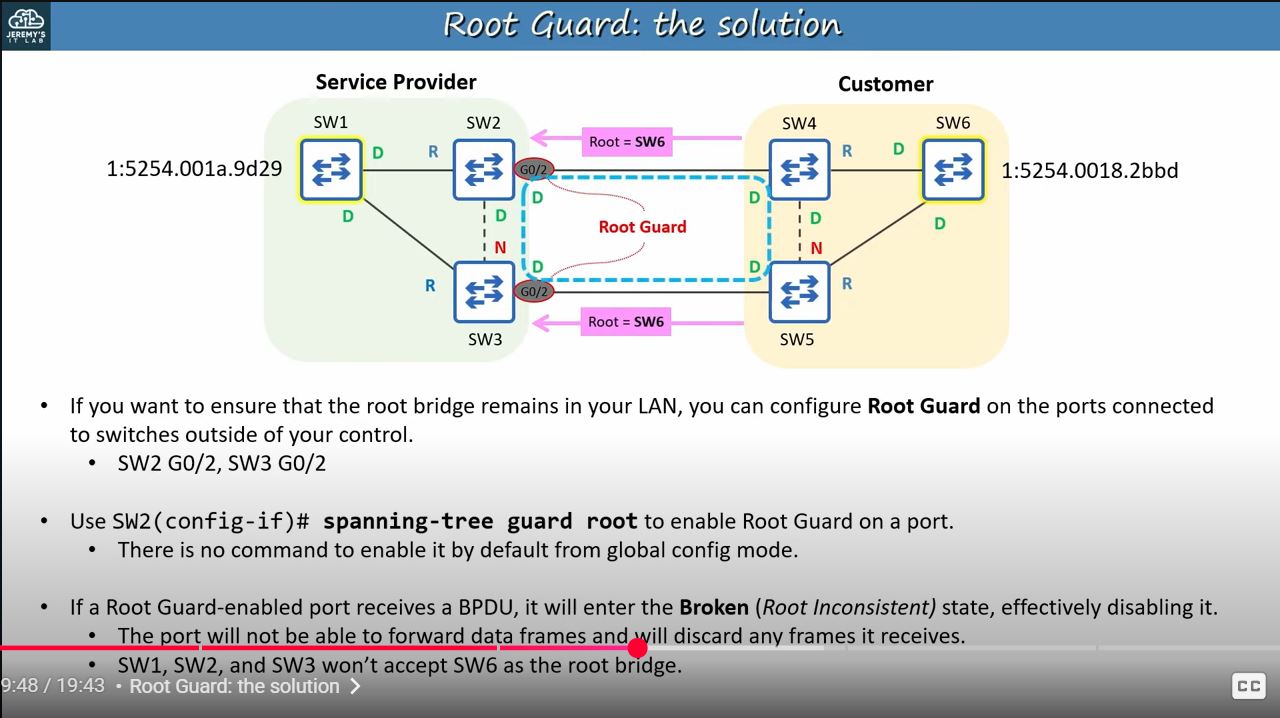 JEREMY'S
IT LAB
Root Guard: the solution
Service Provider
Customer
SW1
SW2
SW4
SW6
Root = SW6
D
R
R
D
1:5254.001a.9d29
G0/2
1:5254.0018.2bbd
D
D
D
D
D
D
Root Guard
N
N
D
D
R
G0/2
R
Root = SW6
SW3
SW5
• If you want to ensure that the root bridge remains in your LAN, you can configure Root Guard on the ports connected
to switches outside of your control.
• SW2 G0/2, SW3 G0/2
• Use SW2(config-if)# spanning-tree guard root to enable Root Guard on a port.
• There is no command to enable it by default from global config mode.
• If a Root Guard-enabled port receives a BPDU, it will enter the Broken (Root Inconsistent) state, effectively disabling it.
• The port will not be able to forward data frames and will discard any frames it receives.
• SW1, SW2, and SW3 won't accept SW6 as the root bridge.
9:48 / 19:43 • Root Guard: the solution
CC